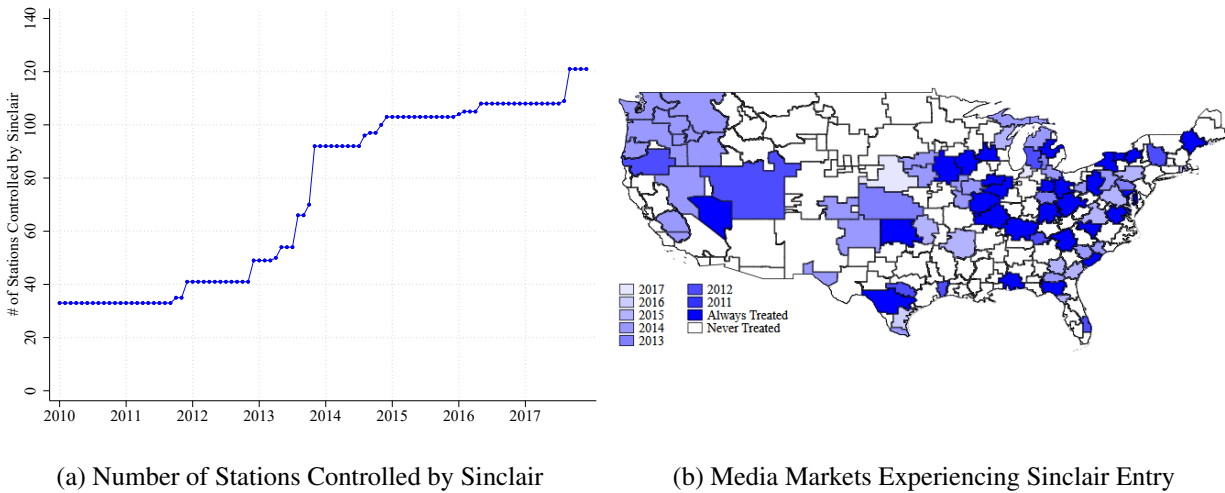 # of Stations Controlled by Sinclair
140
120
100
80
60
40
20
0
2010 2011 2012 2013 2014 2015 2016 2017
2017
2016
2015
2014
2013
2012
2011
Always Treated
Never Treated
(a) Number of Stations Controlled by Sinclair
(b) Media Markets Experiencing Sinclair Entry